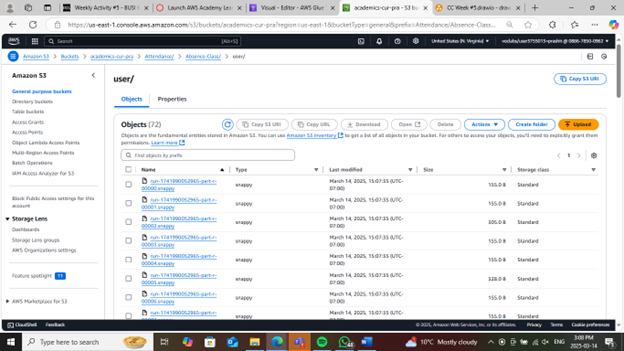 Weekly Activity #5 - BUS
Launch AWS Academy Learne
Visual - Editor - AWS Glue
academics-cur-pra - S3 buck
CC Week #5.drawio - draw.i
https://us-east-1.console.aws.amazon.com/s3/buckets/academics-cur-pra?region=us-east-1&bucketType=general&prefix=Attendance/Absence-Class...
aws
Search
[Alt+S]
United States (N. Virginia)
Amazon S3
Buckets
academics-cur-pra
Attendance/
Absence-Class/
user/
Amazon S3
General purpose buckets
Directory buckets
Table buckets
Access Grants
Access Points
Object Lambda Access Points
Multi-Region Access Points
Batch Operations
IAM Access Analyzer for S3
Block Public Access settings for this
account
Storage Lens
Dashboards
Storage Lens groups
AWS Organizations settings
Feature spotlight 11
AWS Marketplace for S3
user/
Copy S3 URI
Objects
Properties
Objects (72)
Copy S3 URI
Copy URL
Download
Open
Delete
Actions
Create folder
Upload
Objects are the fundamental entities stored in Amazon S3. You can use Amazon S3 inventory to get a list of all objects in your bucket. For others to access your objects, you'll need to explicitly grant them
permissions. Learn more
Find objects by prefix
1
Name
Type
Last modified
Size
Storage class
run-1741990052965-part-r-
00000.snappy
snappy
March 14, 2025, 15:07:35 (UTC-
07:00)
155.0 B
Standard
run-1741990052965-part-r-
00001.snappy
snappy
March 14, 2025, 15:07:35 (UTC-
07:00)
155.0 B
Standard
run-1741990052965-part-r-
00002.snappy
snappy
March 14, 2025, 15:07:35 (UTC-
07:00)
305.0 B
Standard
run-1741990052965-part-r-
00003.snappy
snappy
March 14, 2025, 15:07:35 (UTC-
07:00)
155.0 B
Standard
run-1741990052965-part-r-
00004.snappy
snappy
March 14, 2025, 15:07:35 (UTC-
07:00)
155.0 B
Standard
run-1741990052965-part-r-
00005.snappy
snappy
March 14, 2025, 15:07:35 (UTC-
07:00)
328.0 B
Standard
run-1741990052965-part-r-
00006.snappy
snappy
March 14, 2025, 15:07:35 (UTC-
07:00)
155.0 B
Standard
run-1741990052965-part-r-
snappy
March 14, 2025, 15:07:35 (UTC-
155.0 B
Standard
CloudShell
Feedback
© 2025, Amazon Web Services, Inc. or its affiliates.
Privacy
Terms
Cookie preferences
Type here to search
10°C Mostly cloudy
ENG
3:08 PM
2025-03-14